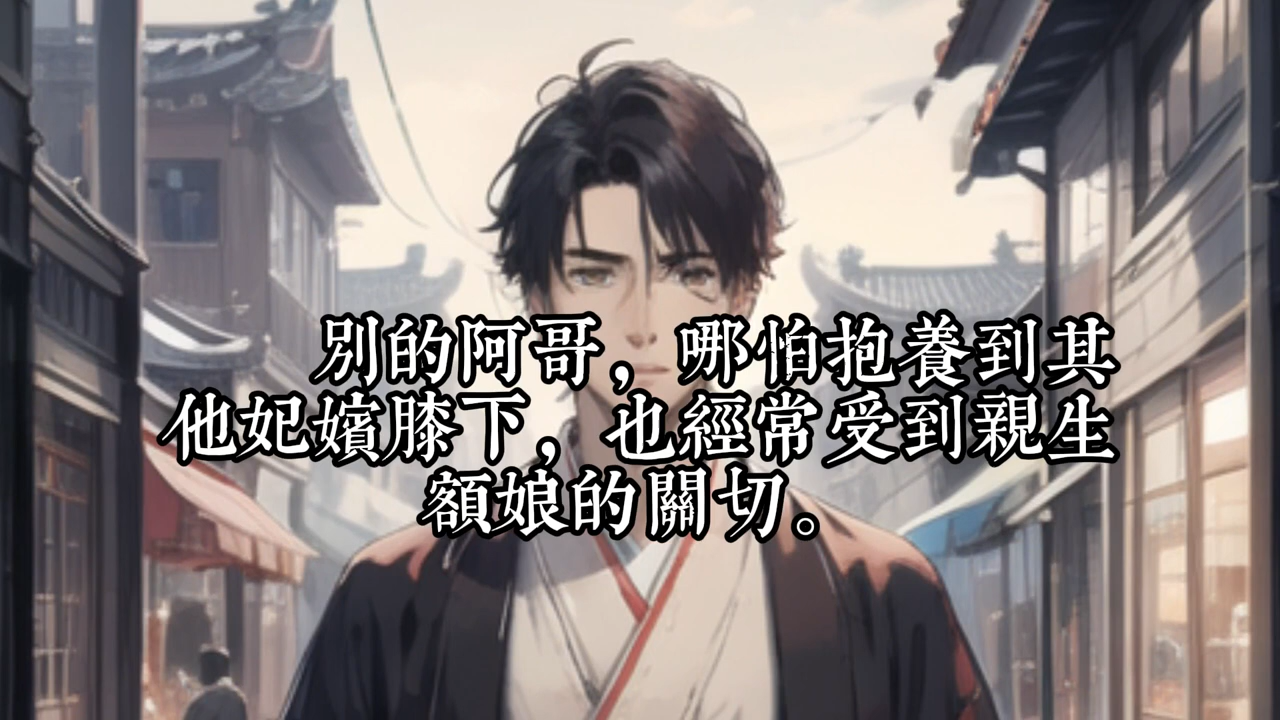 別的阿哥，哪怕抱養到其
他妃嬪膝下，也經常受到親生
額娘的關切。